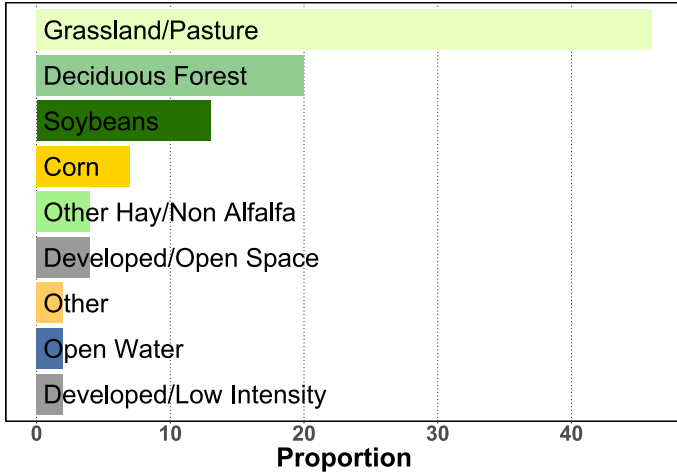 Grassland/Pasture
Deciduous Forest
Soybeans
Corn
Other Hay/Non Alfalfa
Developed/Open Space
Other
Open Water
Developed/Low Intensity
0 10 20 30 40
Proportion